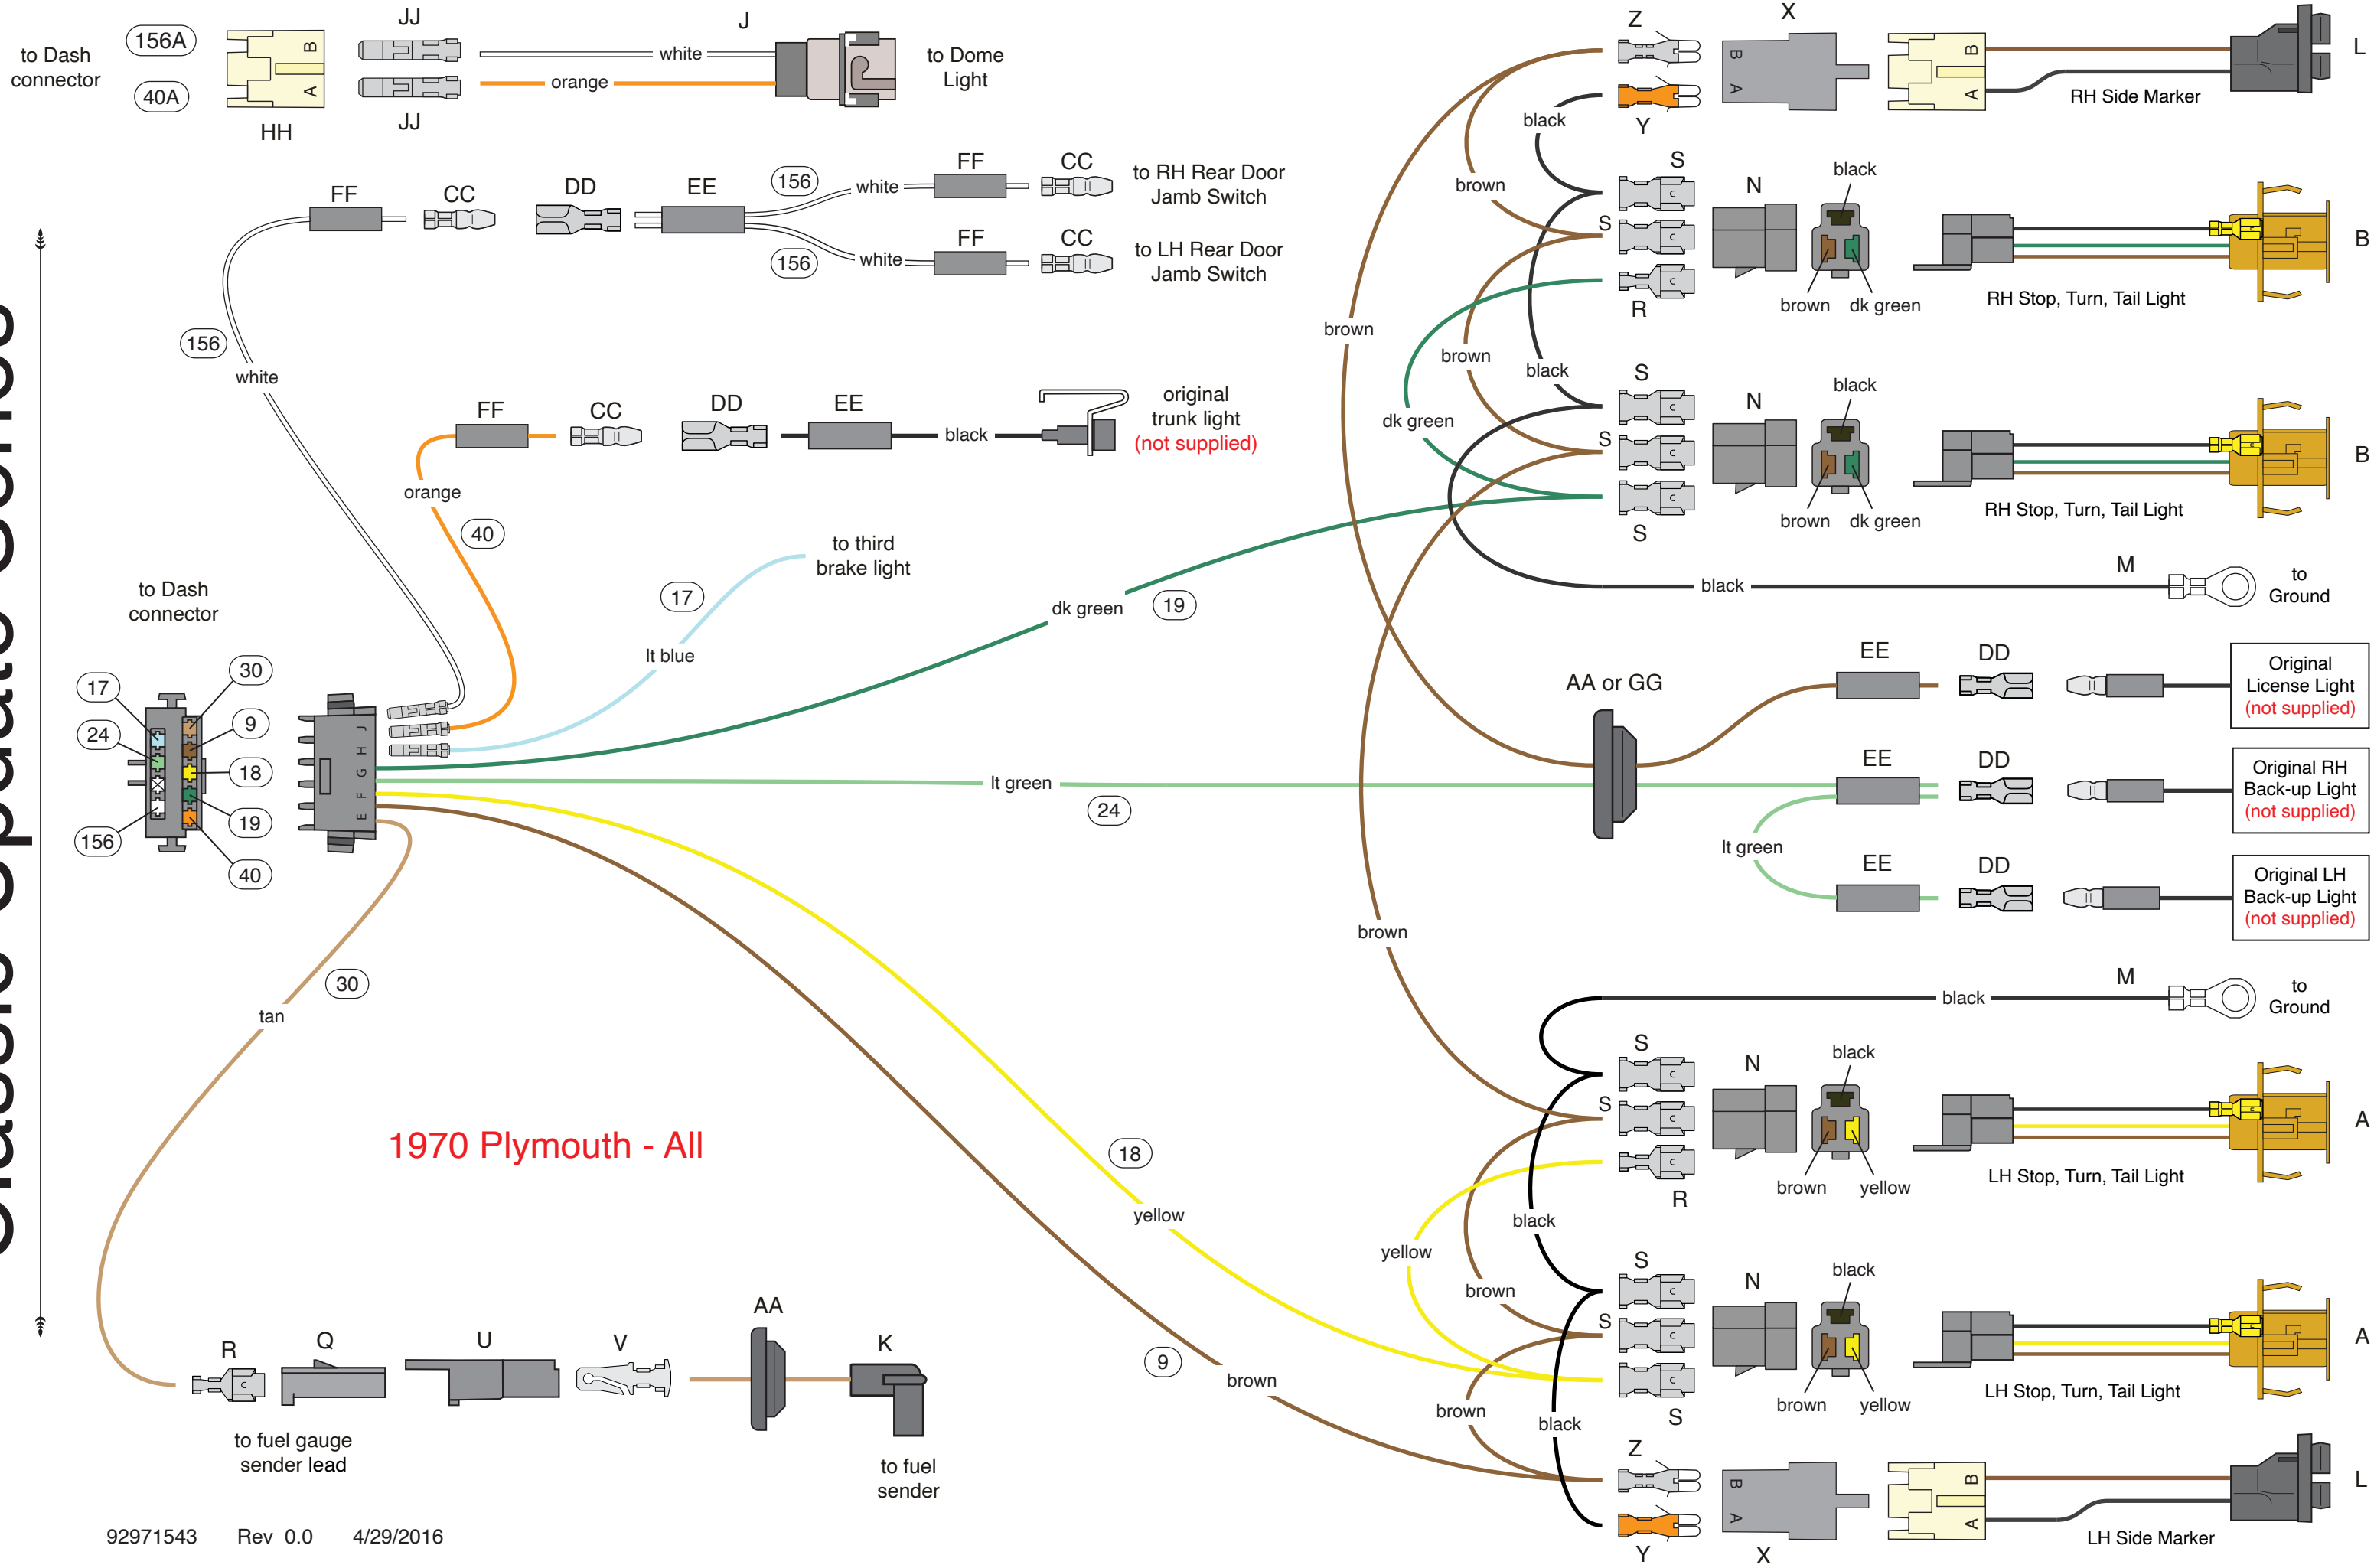 to Dash
connector
156A
40A
B
A
HH
JJ
JJ
white
orange
J
to Dome
Light
FF
CC
DD
EE
156
white
156
white
FF
CC
FF
CC
to RH Rear Door
Jamb Switch
to LH Rear Door
Jamb Switch
156
white
FF
CC
DD
EE
black
original
trunk light
(not supplied)
orange
40
to third
brake light
17
lt blue
to Dash
connector
17
24
156
30
9
18
19
40
J
H
G
F
E
dk green
19
lt green
24
tan
30
1970 Plymouth - All
18
yellow
9
brown
R
Q
U
V
AA
K
C
to fuel gauge
sender lead
to fuel
sender
92971543 Rev 0.0 4/29/2016
Z
X
Y
B
A
B
A
L
RH Side Marker
black
brown
S
S
R
C
C
C
N
black
brown
dk green
RH Stop, Turn, Tail Light
B
brown
brown
black
dk green
S
S
S
C
C
C
N
black
brown
dk green
RH Stop, Turn, Tail Light
B
black
M
to
Ground
AA or GG
EE
DD
Original
License Light
(not supplied)
EE
DD
Original RH
Back-up Light
(not supplied)
lt green
EE
DD
Original LH
Back-up Light
(not supplied)
brown
black
M
to
Ground
S
S
R
C
C
C
N
black
brown
yellow
LH Stop, Turn, Tail Light
A
black
yellow
brown
S
S
S
C
C
C
N
black
brown
yellow
LH Stop, Turn, Tail Light
A
brown
black
Z
Y
B
A
X
B
A
L
LH Side Marker